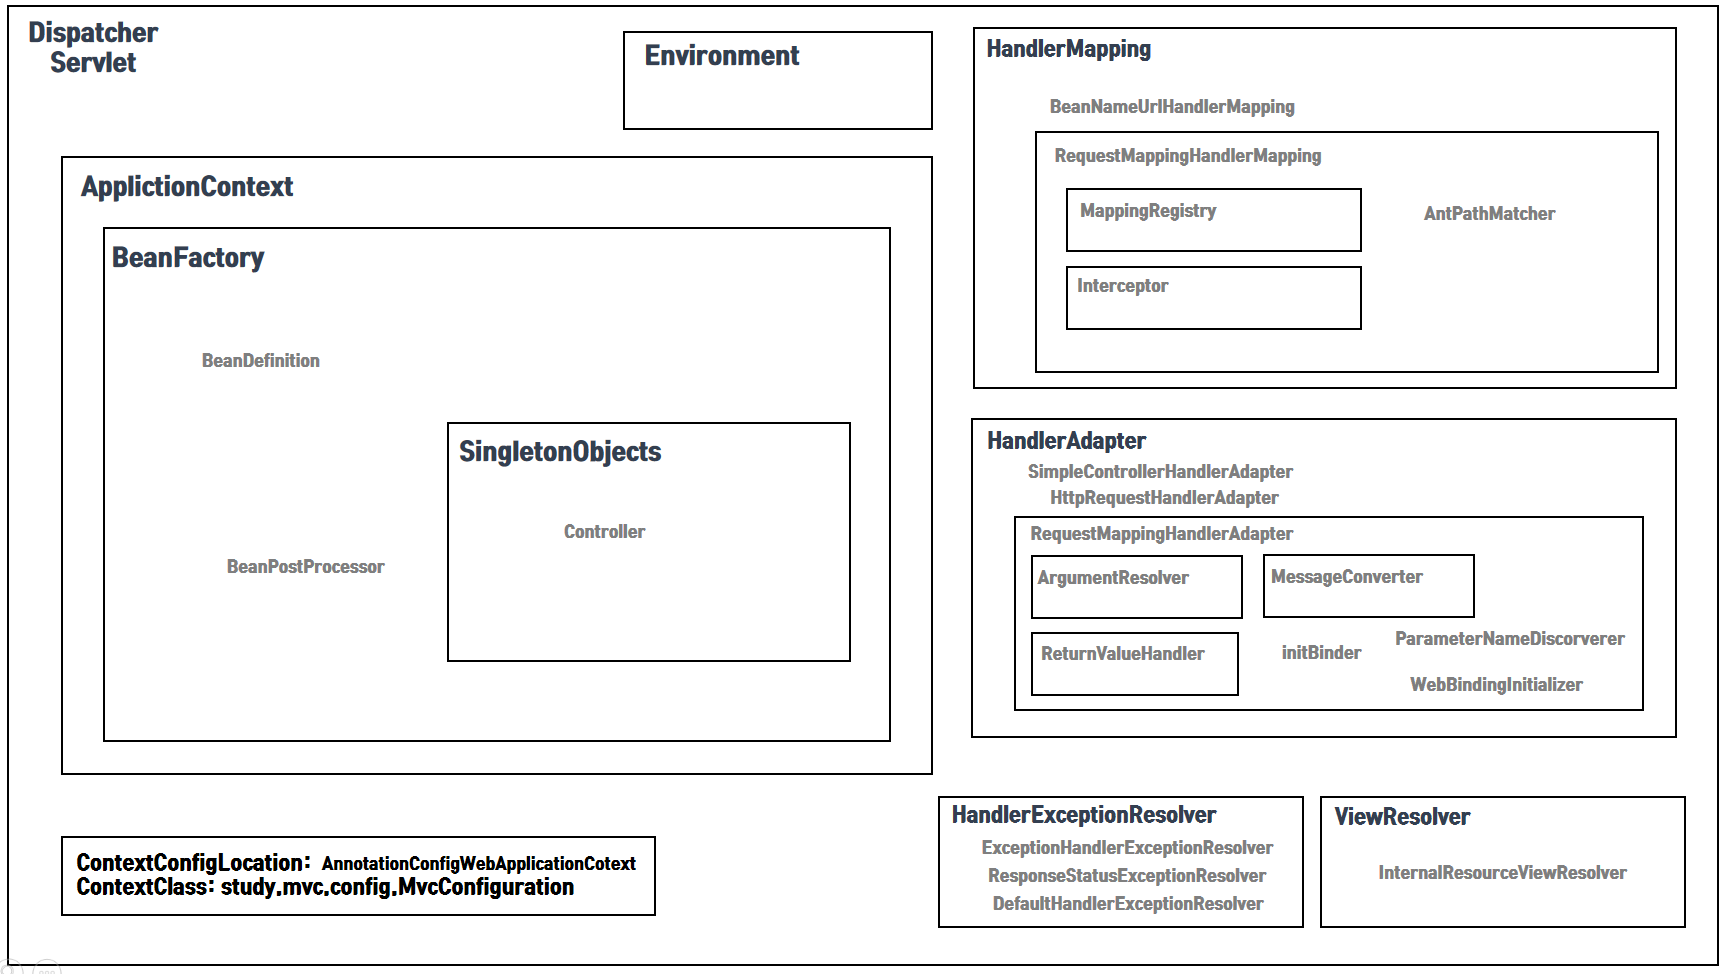 Dispatcher
Servlet
Environment
ApplictionContext
BeanFactory
BeanDefinition
SingletonObjects
Controller
BeanPostProcessor
ContextConfigLocation: AnnotationConfigWebApplicationCotext
ContextClass: study.mvc.config.MvcConfiguration
HandlerMapping
BeanNameUrlHandlerMapping
RequestMappingHandlerMapping
MappingRegistry
AntPathMatcher
Interceptor
HandlerAdapter
SimpleControllerHandlerAdapter
HttpRequestHandlerAdapter
RequestMappingHandlerAdapter
ArgumentResolver
MessageConverter
ReturnValueHandler
initBinder
ParameterNameDiscorverer
WebBindingInitializer
HandlerExceptionResolver
ExceptionHandlerExceptionResolver
ResponseStatusExceptionResolver
DefaultHandlerExceptionResolver
ViewResolver
InternalResourceViewResolver